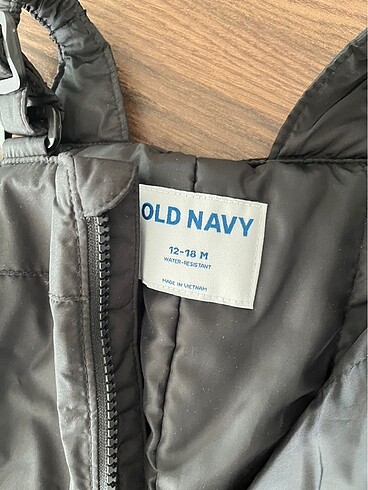 OLD NAVY
12-18 M
WATER-RESISTANT
MADE IN VIETNAM